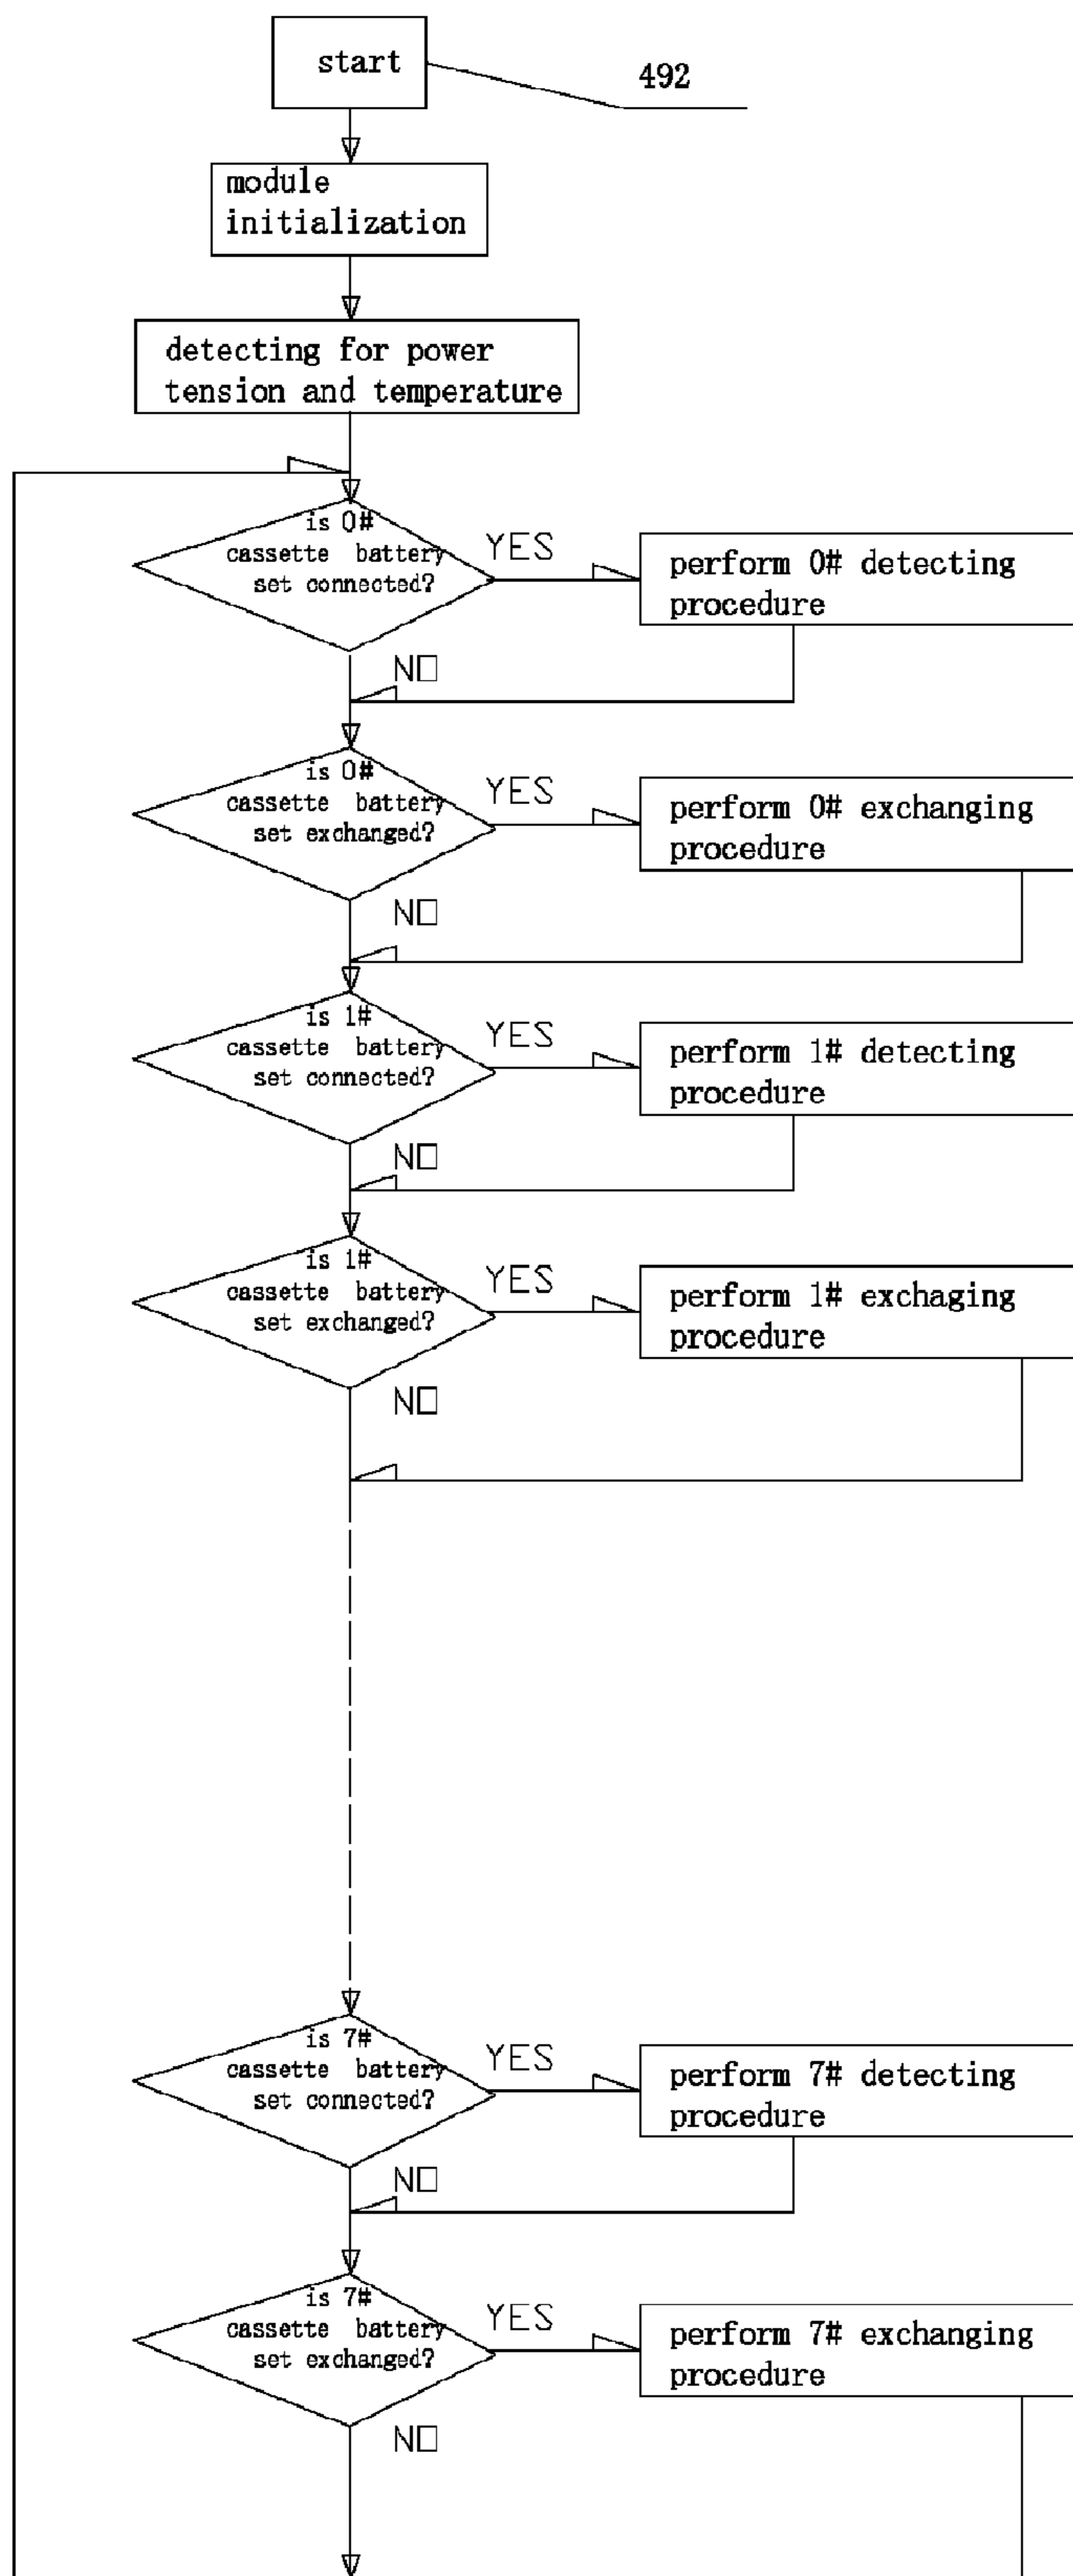 start
492
module
initialization
detecting for power
tension and temperature
is 0#
cassette battery
set connected?
YES
perform 0# detecting
procedure
NO
is 0#
cassette battery
set exchanged?
YES
perform 0# exchanging
procedure
NO
is 1#
cassette battery
set connected?
YES
perform 1# detecting
procedure
NO
is 1#
cassette battery
set exchanged?
YES
perform 1# exchaging
procedure
NO
is 7#
cassette battery
set connected?
YES
perform 7# detecting
procedure
NO
is 7#
cassette battery
set exchanged?
YES
perform 7# exchanging
procedure
NO